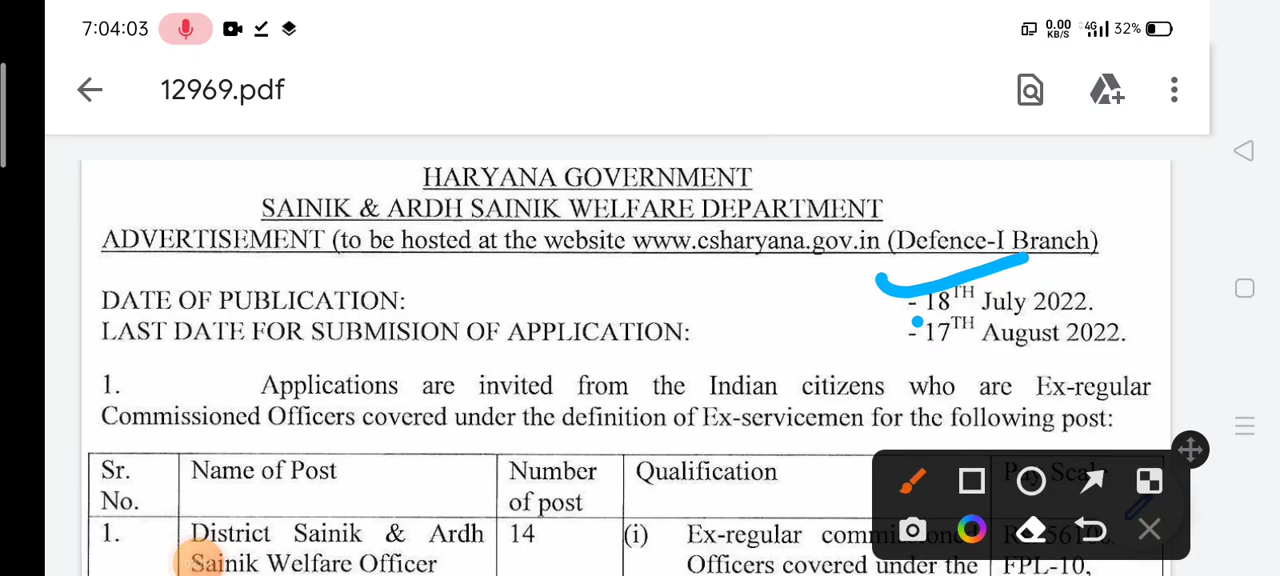 7:04:03
0.00 KB/S 4G 32%
12969.pdf
HARYANA GOVERNMENT
SAINIK & ARDH SAINIK WELFARE DEPARTMENT
ADVERTISEMENT (to be hosted at the website www.csharyana.gov.in (Defence-I Branch)
DATE OF PUBLICATION: - 18TH July 2022.
LAST DATE FOR SUBMISION OF APPLICATION: - 17TH August 2022.
1. Applications are invited from the Indian citizens who are Ex-regular
Commissioned Officers covered under the definition of Ex-servicemen for the following post:
Sr. No.
Name of Post
Number of post
Qualification
1.
District Sainik & Ardh
Sainik Welfare Officer
14
(i) Ex-regular
Officers covered under the
FPL-10,